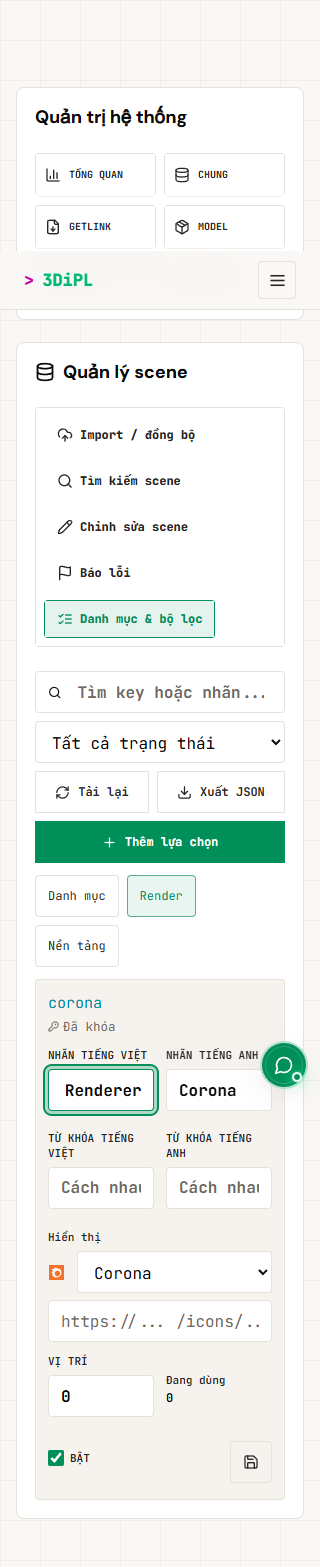 Quản trị hệ thống
TỔNG QUAN
CHUNG
GETLINK
MODEL
> 3DiPL
Quản lý scene
Import / đồng bộ
Tìm kiếm scene
Chỉnh sửa scene
Báo lỗi
Danh mục & bộ lọc
Tìm key hoặc nhãn...
Tất cả trạng thái
Tải lại
Xuất JSON
Thêm lựa chọn
Danh mục
Render
Nền tảng
corona
Đã khóa
NHÃN TIẾNG VIỆT
NHÃN TIẾNG ANH
Renderer
Corona
TỪ KHÓA TIẾNG VIỆT
TỪ KHÓA TIẾNG ANH
Cách nhau
Cách nhau
Hiển thị
Corona
https://... /icons/..
VỊ TRÍ
Đang dùng
0
0
BẬT